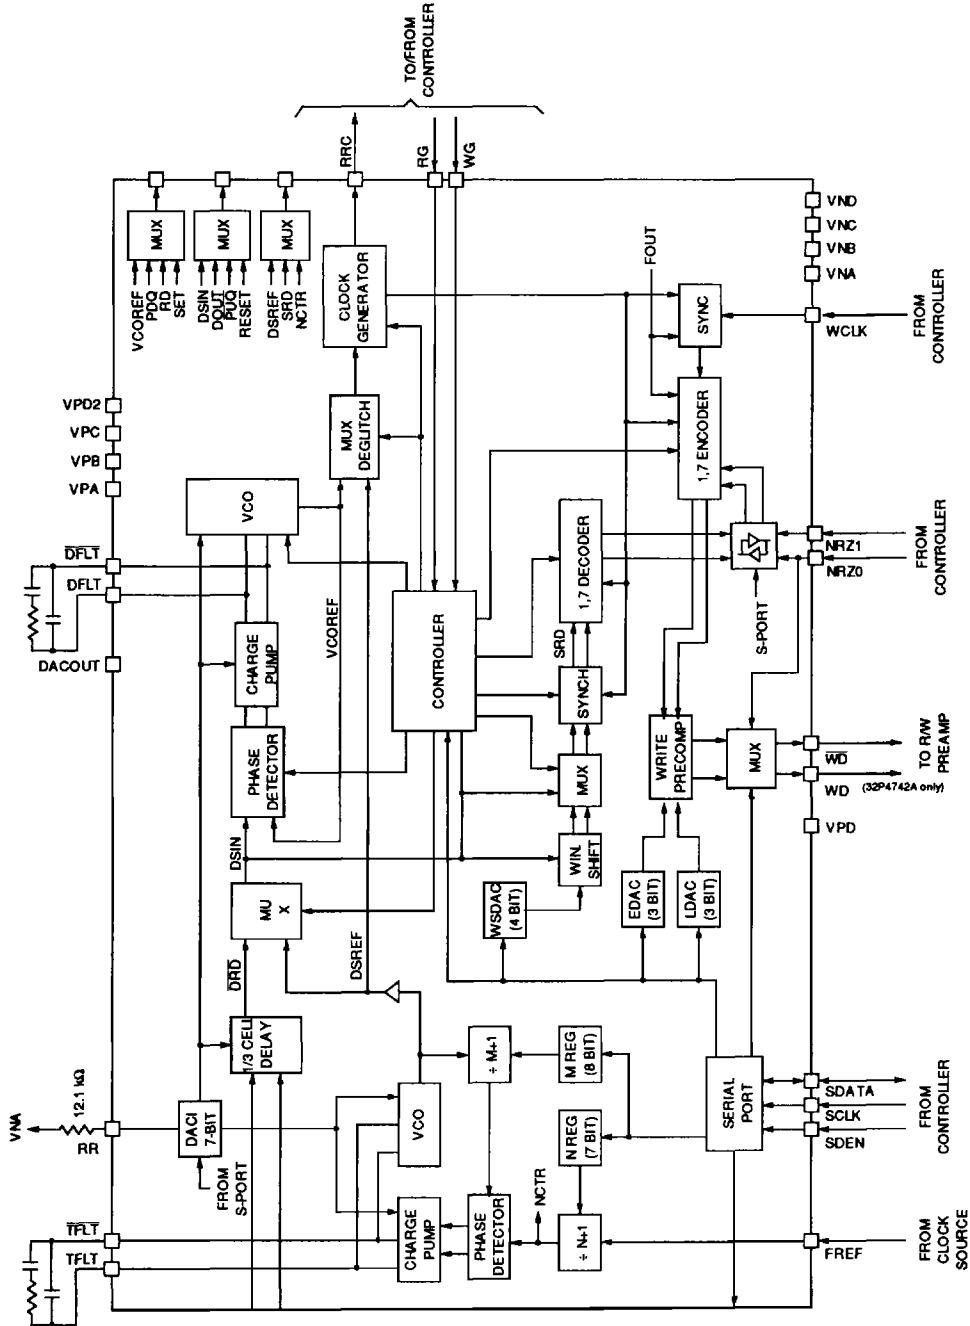 TO/FROM
CONTROLLER
RRC
RG
WG
MUX
VCOREF
PDQ
RD
SET
MUX
DSIN
DOUT
PUQ
RESET
MUX
DSREF
SRD
NCTR
CLOCK
GENERATOR
FOUT
SYNC
VND
VNC
VNB
VNA
WCLK
FROM
CONTROLLER
VPD2
VPC
VPB
VPA
MUX
DEGLITCH
1,7 ENCODER
VCO
DFLT
DFLT
DACOUT
VCOREF
1,7 DECODER
NRZ1
NRZ0
FROM
CONTROLLER
S-PORT
CHARGE
PUMP
CONTROLLER
SRD
SYNCH
PHASE
DETECTOR
MUX
WRITE
PRECOMP
MUX
WD
WD
TO R/W
PREAMP
(32P4742A only)
VPD
DSIN
WIN.
SHIFT
MU
X
WSDAC
(4 BIT)
EDAC
(3 BIT)
LDAC
(3 BIT)
DRD
DSREF
1/3 CELL
DELAY
÷ M+1
M REG
(8 BIT)
VNA
12.1 kΩ
RR
DACI
7-BIT
FROM
S-PORT
VCO
N REG
(7 BIT)
SERIAL
PORT
SDATA
SCLK
SDEN
FROM
CONTROLLER
TFLT
TFLT
CHARGE
PUMP
PHASE
DETECTOR
NCTR
÷ N+1
FREF
FROM
CLOCK
SOURCE